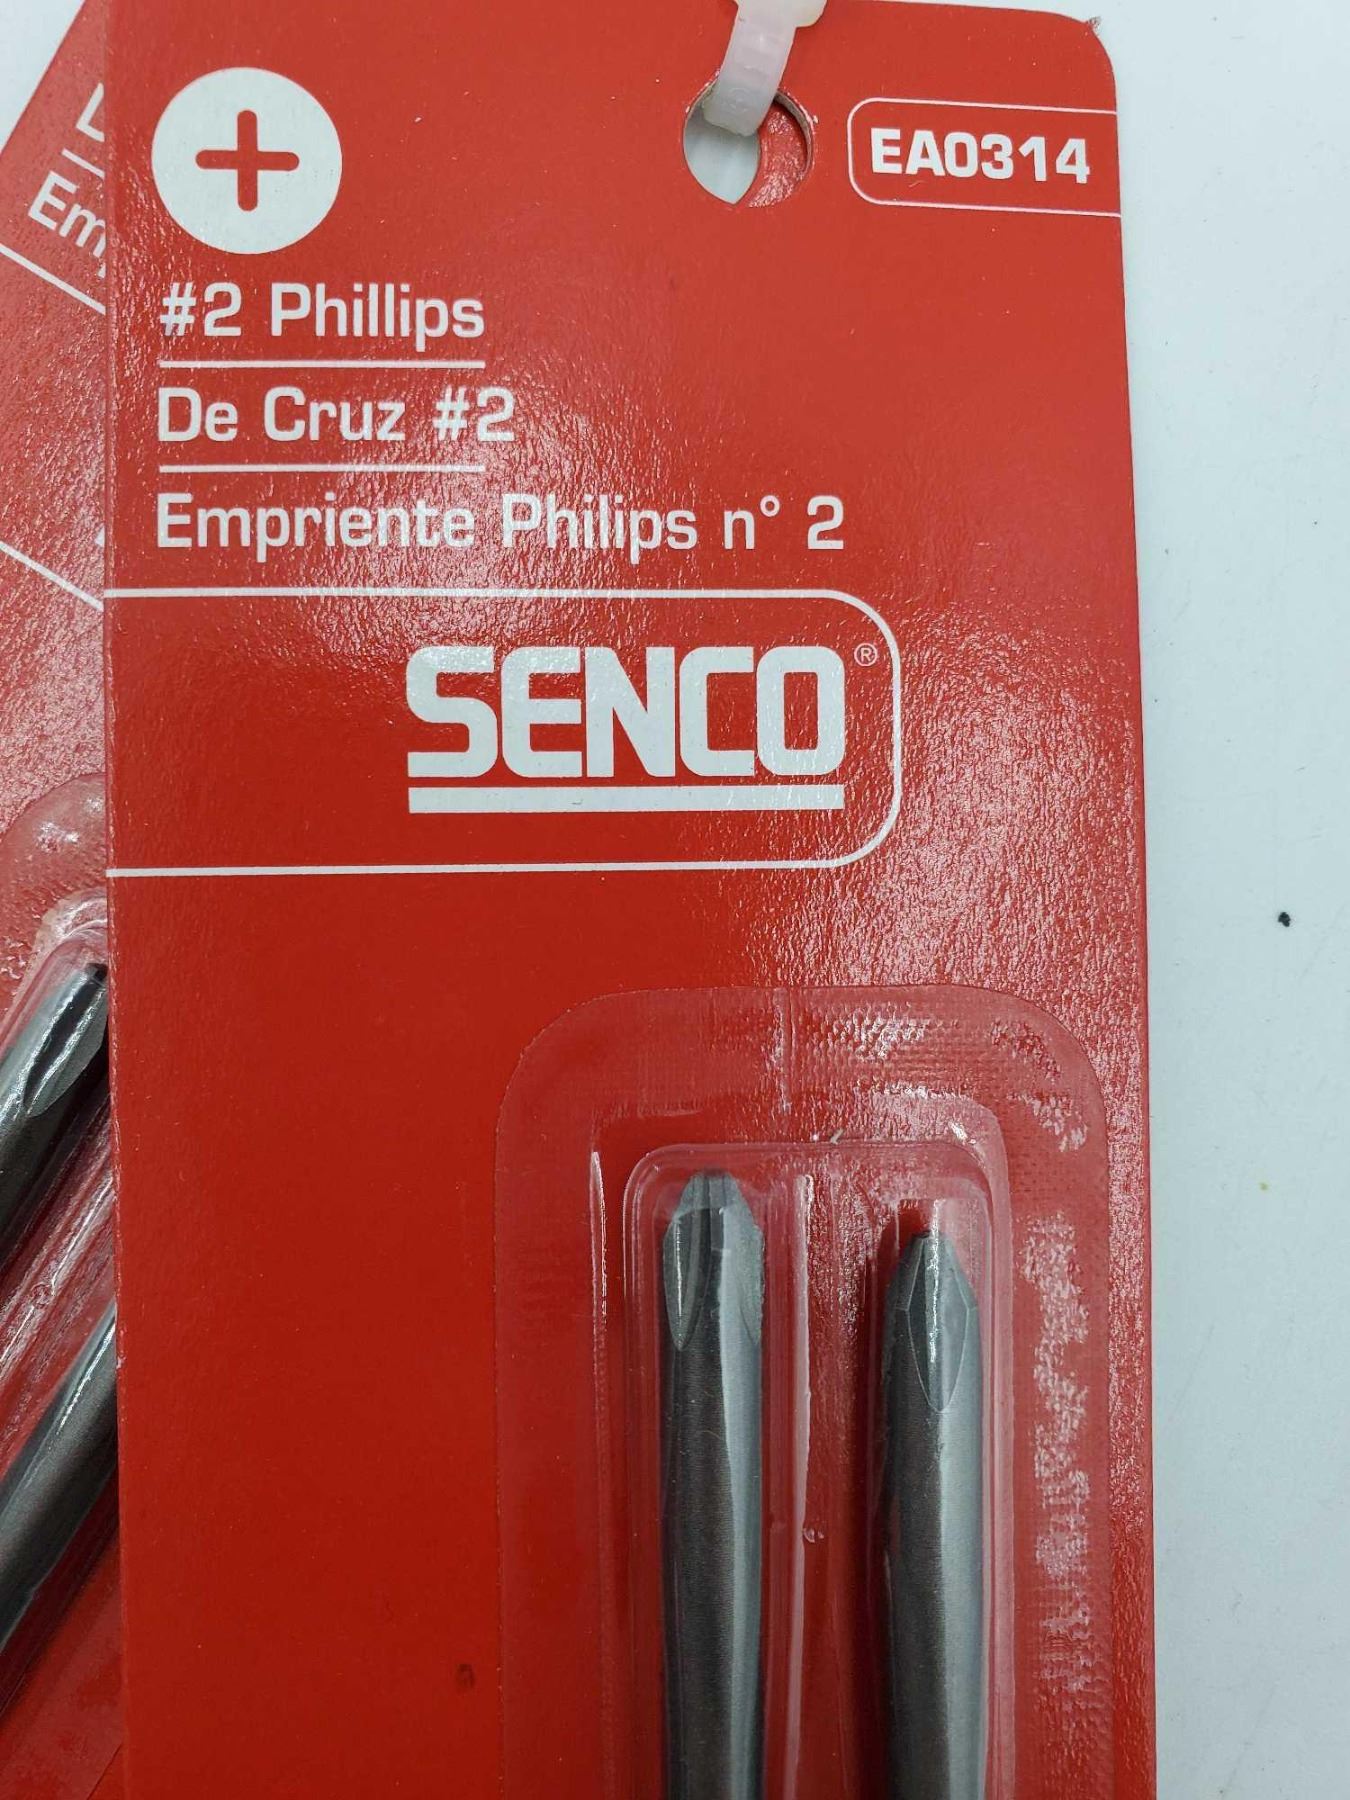 EA0314
#2 Phillips
De Cruz #2
Empriente Philips n° 2
SENCO®